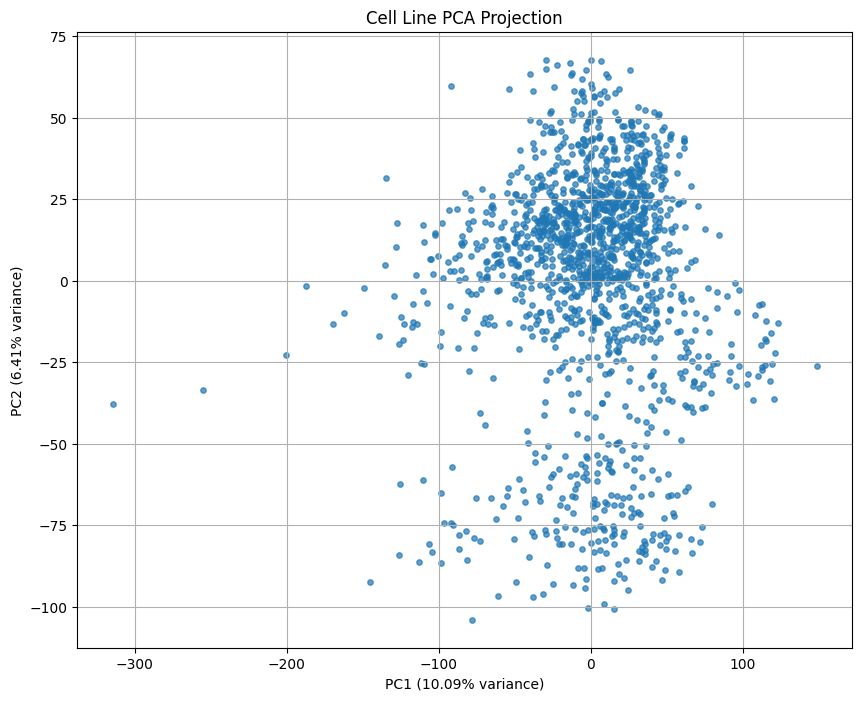 Cell Line PCA Projection
75
50
25
0
−25
−50
−75
−100
PC2 (6.41% variance)
−300 −200 −100 0 100
PC1 (10.09% variance)